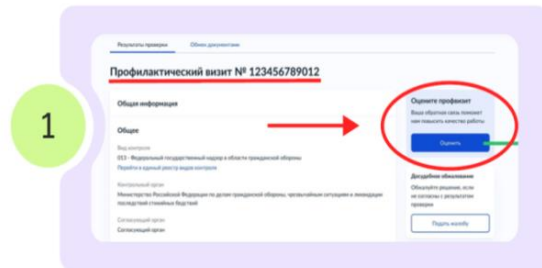 1
Результаты проверки Обмен документами
Профилактический визит № 123456789012
Общая информация
Общее
Вид контроля
013 - Федеральный государственный надзор в области гражданской обороны
Перейти в единый реестр видов контроля
Контрольный орган
Министерство Российской Федерации по делам гражданской обороны, чрезвычайным ситуациям и ликвидации
последствий стихийных бедствий
Согласующий орган
Согласующий орган
Оцените профвизит
Ваша обратная связь поможет
нам повысить качество работы
Оценить
Досудебное обжалование
Обжалуйте решение, если
не согласны с результатом
проверки
Подать жалобу